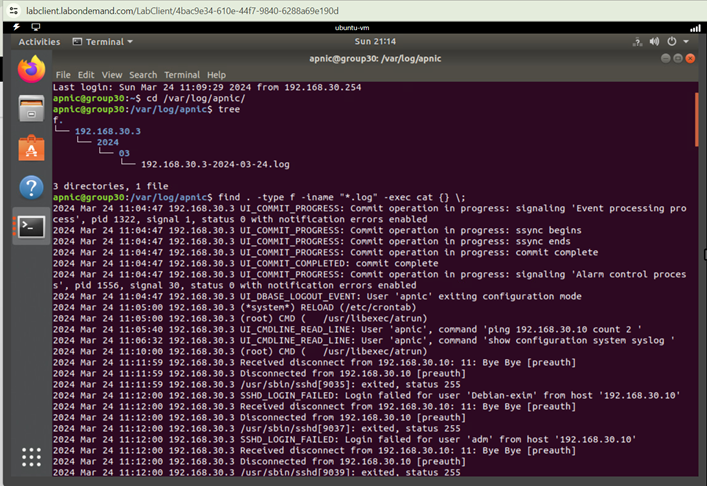 labclient.labondemand.com/LabClient/4bac9e34-610e-44f7-9840-6288a69e190d
ubuntu-vm
Activities Terminal Sun 21:14
apnic@group30: /var/log/apnic
File Edit View Search Terminal Help
Last login: Sun Mar 24 11:09:29 2024 from 192.168.30.254
apnic@group30:~$ cd /var/log/apnic/
apnic@group30:/var/log/apnic$ tree
f.
└── 192.168.30.3
└── 2024
└── 03
└── 192.168.30.3-2024-03-24.log
3 directories, 1 file
apnic@group30:/var/log/apnic$ find . -type f -iname "*.log" -exec cat {} \;
2024 Mar 24 11:04:47 192.168.30.3 UI_COMMIT_PROGRESS: Commit operation in progress: signaling 'Event processing pro
cess', pid 1322, signal 1, status 0 with notification errors enabled
2024 Mar 24 11:04:47 192.168.30.3 UI_COMMIT_PROGRESS: Commit operation in progress: ssync begins
2024 Mar 24 11:04:47 192.168.30.3 UI_COMMIT_PROGRESS: Commit operation in progress: ssync ends
2024 Mar 24 11:04:47 192.168.30.3 UI_COMMIT_PROGRESS: Commit operation in progress: commit complete
2024 Mar 24 11:04:47 192.168.30.3 UI_COMMIT_COMPLETED: commit complete
2024 Mar 24 11:04:47 192.168.30.3 UI_COMMIT_PROGRESS: Commit operation in progress: signaling 'Alarm control proces
s', pid 1556, signal 30, status 0 with notification errors enabled
2024 Mar 24 11:04:47 192.168.30.3 UI_DBASE_LOGOUT_EVENT: User 'apnic' exiting configuration mode
2024 Mar 24 11:05:00 192.168.30.3 (*system*) RELOAD (/etc/crontab)
2024 Mar 24 11:05:00 192.168.30.3 (root) CMD (   /usr/libexec/atrun)
2024 Mar 24 11:05:40 192.168.30.3 UI_CMDLINE_READ_LINE: User 'apnic', command 'ping 192.168.30.10 count 2 '
2024 Mar 24 11:06:32 192.168.30.3 UI_CMDLINE_READ_LINE: User 'apnic', command 'show configuration system syslog '
2024 Mar 24 11:10:00 192.168.30.3 (root) CMD (   /usr/libexec/atrun)
2024 Mar 24 11:11:59 192.168.30.3 Received disconnect from 192.168.30.10: 11: Bye Bye [preauth]
2024 Mar 24 11:11:59 192.168.30.3 Disconnected from 192.168.30.10 [preauth]
2024 Mar 24 11:11:59 192.168.30.3 /usr/sbin/sshd[9035]: exited, status 255
2024 Mar 24 11:12:00 192.168.30.3 SSHD_LOGIN_FAILED: Login failed for user 'Debian-exim' from host '192.168.30.10'
2024 Mar 24 11:12:00 192.168.30.3 Received disconnect from 192.168.30.10: 11: Bye Bye [preauth]
2024 Mar 24 11:12:00 192.168.30.3 Disconnected from 192.168.30.10 [preauth]
2024 Mar 24 11:12:00 192.168.30.3 /usr/sbin/sshd[9037]: exited, status 255
2024 Mar 24 11:12:00 192.168.30.3 SSHD_LOGIN_FAILED: Login failed for user 'adm' from host '192.168.30.10'
2024 Mar 24 11:12:00 192.168.30.3 Received disconnect from 192.168.30.10: 11: Bye Bye [preauth]
2024 Mar 24 11:12:00 192.168.30.3 Disconnected from 192.168.30.10 [preauth]
2024 Mar 24 11:12:00 192.168.30.3 /usr/sbin/sshd[9039]: exited, status 255